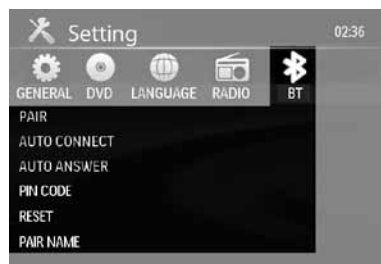 Setting 02:36
GENERAL DVD LANGUAGE RADIO BT
PAIR
AUTO CONNECT
AUTO ANSWER
PIN CODE
RESET
PAIR NAME